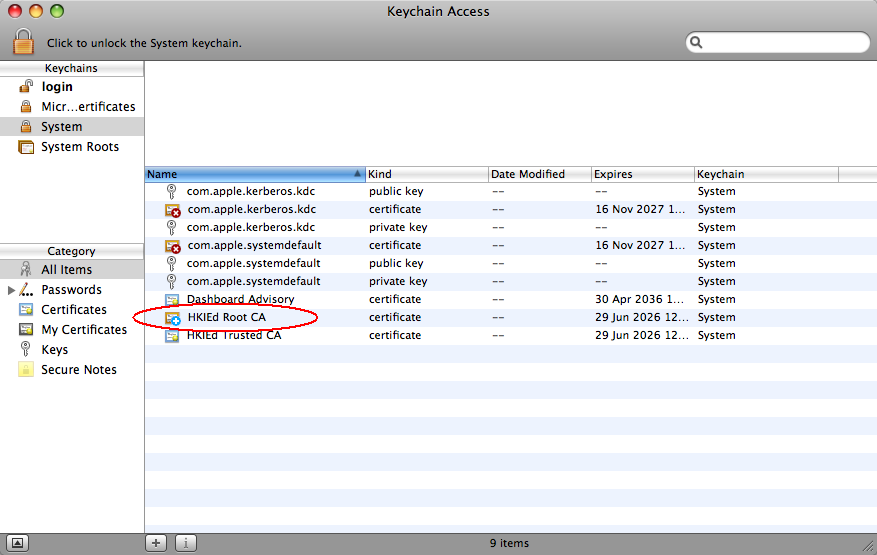 Keychain Access
Click to unlock the System keychain.
Keychains
login
Micr...ertificates
System
System Roots
Category
All Items
Passwords
Certificates
My Certificates
Keys
Secure Notes
Name Kind Date Modified Expires Keychain
com.apple.kerberos.kdc public key -- -- System
com.apple.kerberos.kdc certificate -- 16 Nov 2027 1... System
com.apple.kerberos.kdc private key -- -- System
com.apple.systemdefault certificate -- 16 Nov 2027 1... System
com.apple.systemdefault public key -- -- System
com.apple.systemdefault private key -- -- System
Dashboard Advisory certificate -- 30 Apr 2036 1... System
HKIEd Root CA certificate -- 29 Jun 2026 12... System
HKIEd Trusted CA certificate -- 29 Jun 2026 12... System
9 items